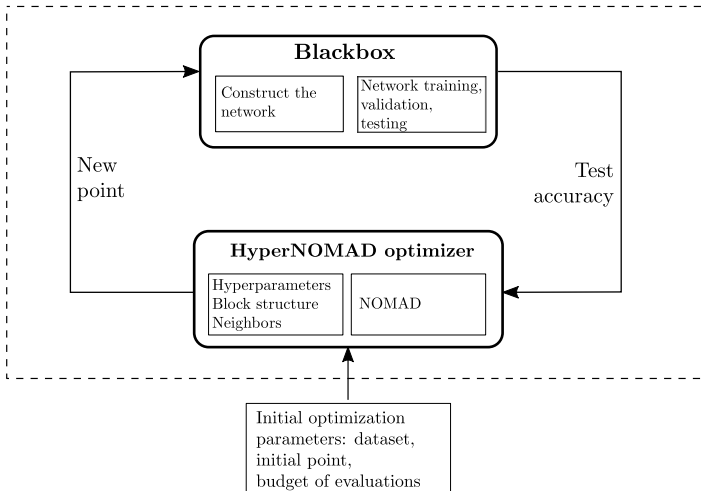 Blackbox
Construct the
network
Network training,
validation,
testing
New
point
Test
accuracy
HyperNOMAD optimizer
Hyperparameters
Block structure
Neighbors
NOMAD
Initial optimization
parameters: dataset,
initial point,
budget of evaluations